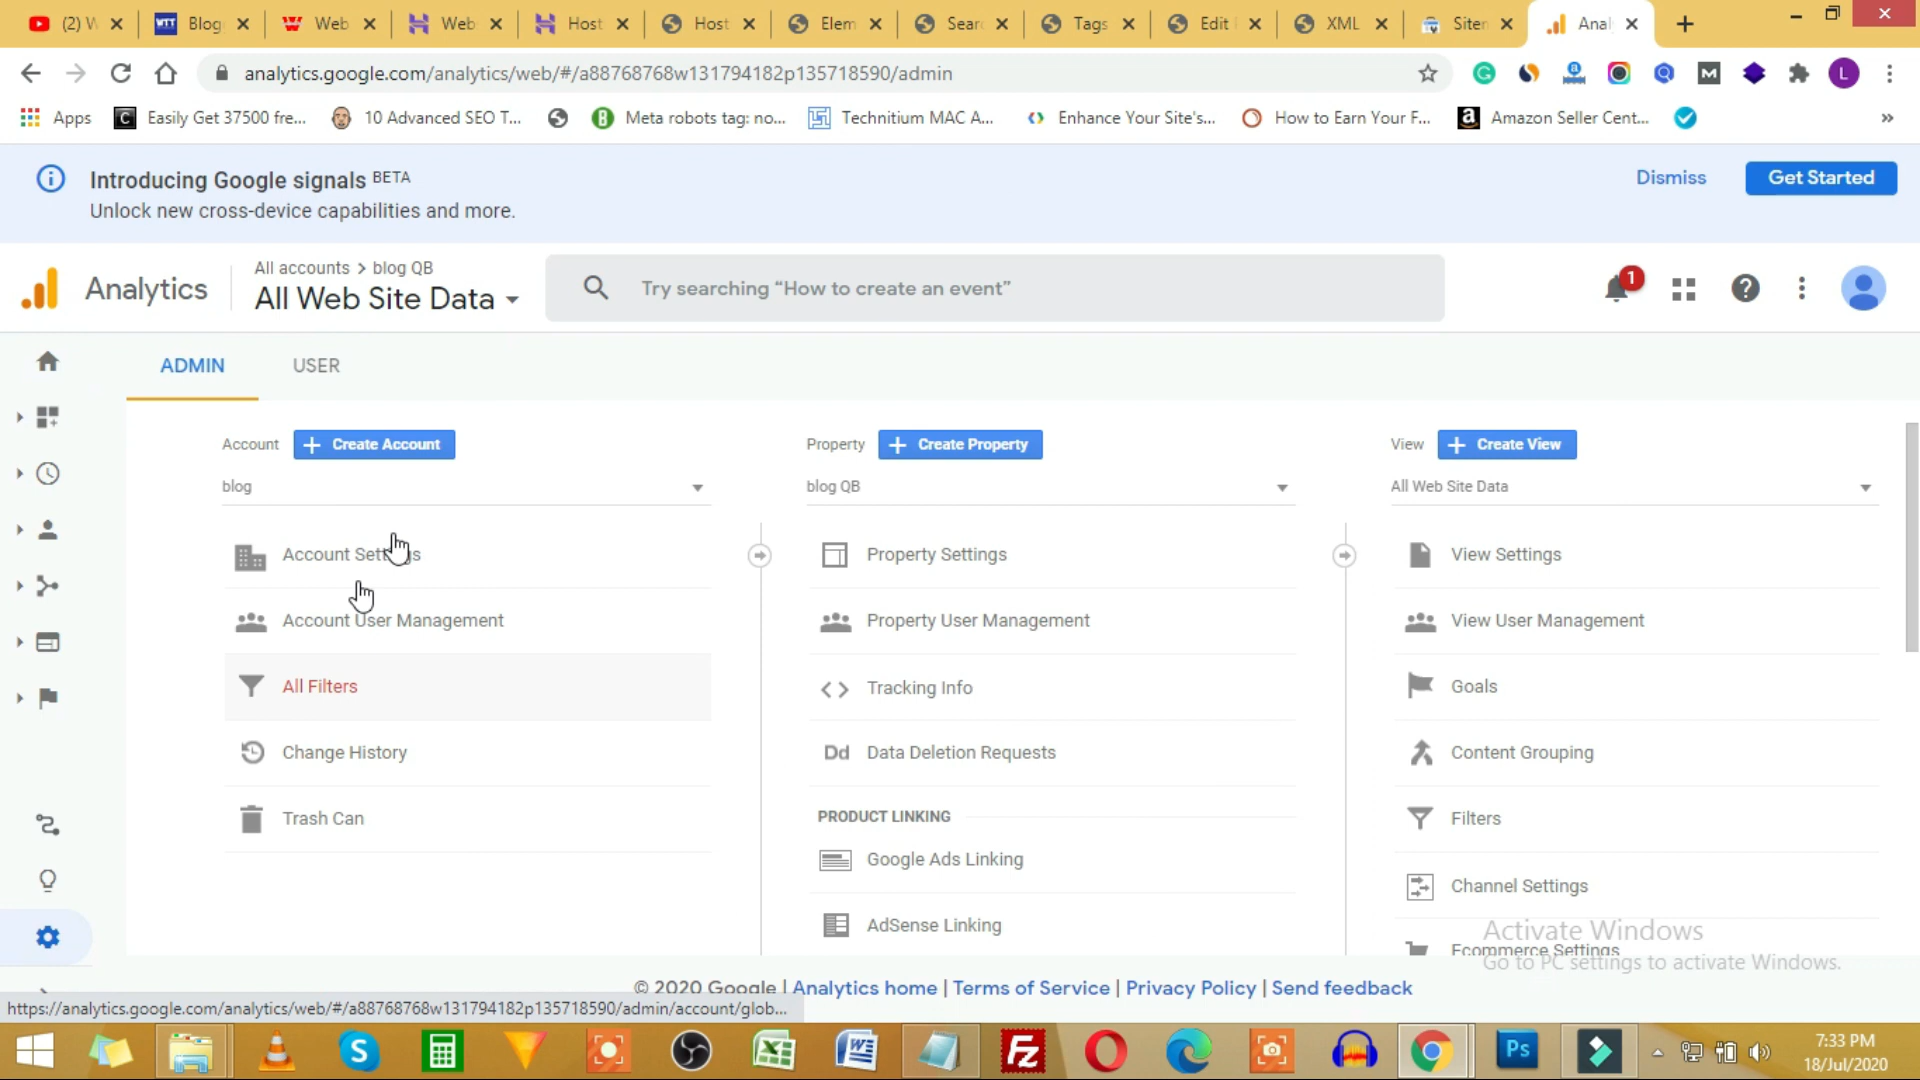 (2) W
Blog
Web
Web
Host
Host
Elem
Sear
Tags
Edit
XML
Siten
Anal
analytics.google.com/analytics/web/#/a88768768w131794182p135718590/admin
L
Apps
Easily Get 37500 fre...
10 Advanced SEO T...
Meta robots tag: no...
Technitium MAC A...
Enhance Your Site's...
How to Earn Your F...
Amazon Seller Cent...
»
Introducing Google signals BETA
Unlock new cross-device capabilities and more.
Dismiss
Get Started
Analytics
All accounts > blog QB
All Web Site Data
Try searching “How to create an event”
1
ADMIN
USER
Account
+ Create Account
blog
Account Settings
Account User Management
All Filters
Change History
Trash Can
Property
+ Create Property
blog QB
Property Settings
Property User Management
Tracking Info
Dd Data Deletion Requests
PRODUCT LINKING
Google Ads Linking
AdSense Linking
View
+ Create View
All Web Site Data
View Settings
View User Management
Goals
Content Grouping
Filters
Channel Settings
Ecommerce Settings
Activate Windows
Go to PC settings to activate Windows.
© 2020 Google | Analytics home | Terms of Service | Privacy Policy | Send feedback
https://analytics.google.com/analytics/web/#/a88768768w131794182p135718590/admin/account/glob...
7:33 PM
18/Jul/2020